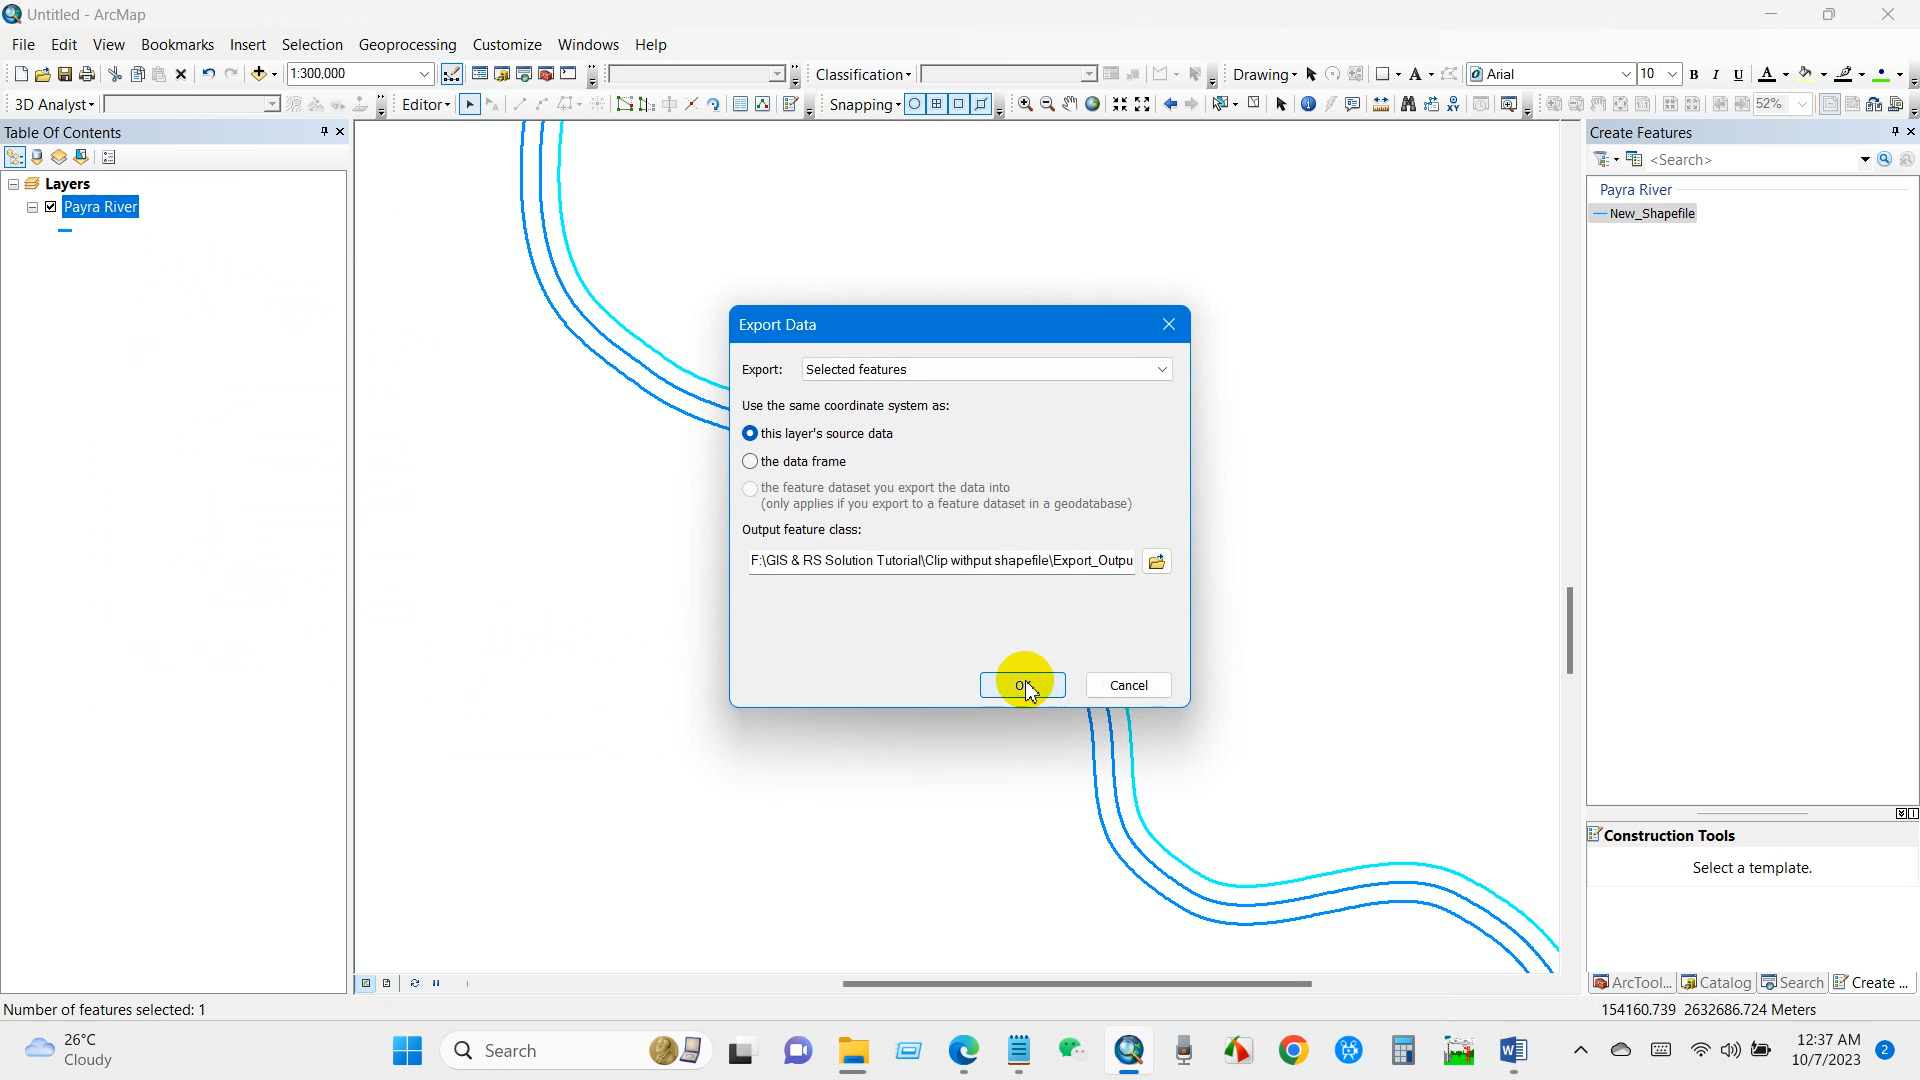 Untitled - ArcMap
File Edit View Bookmarks Insert Selection Geoprocessing Customize Windows Help
1:300,000 Classification Drawing Arial 10 B I U A
3D Analyst Editor Snapping 52%
Table Of Contents
Layers
Payra River
Create Features
<Search>
Payra River
New_Shapefile
Export Data
Export: Selected features
Use the same coordinate system as:
this layer's source data
the data frame
the feature dataset you export the data into
(only applies if you export to a feature dataset in a geodatabase)
Output feature class:
F:\GIS & RS Solution Tutorial\Clip withput shapefile\Export_Outpu
OK Cancel
Construction Tools
Select a template.
ArcTool... Catalog Search Create ...
Number of features selected: 1
154160.739 2632686.724 Meters
26°C
Cloudy
Search
12:37 AM
10/7/2023
2